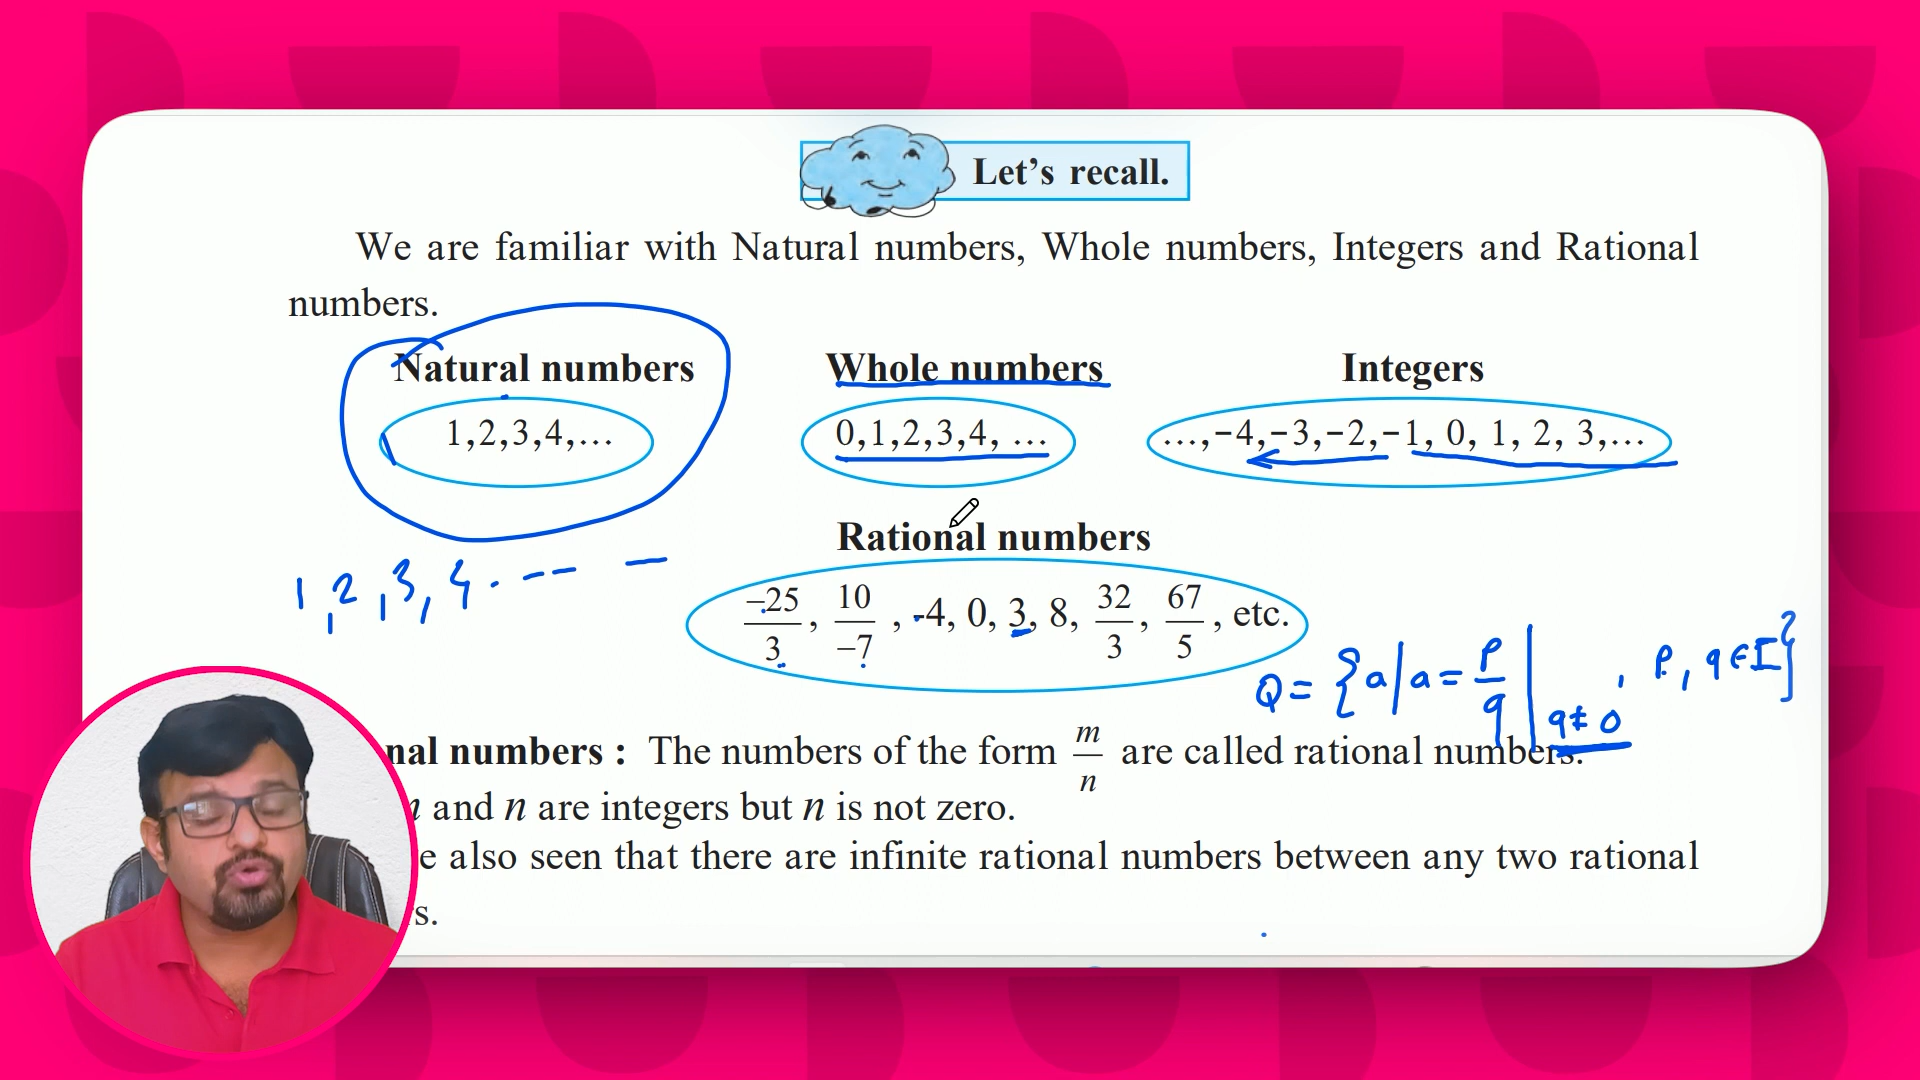 Let's recall.
We are familiar with Natural numbers, Whole numbers, Integers and Rational
numbers.
Natural numbers Whole numbers Integers
1,2,3,4,... 0,1,2,3,4, ... ...,−4,−3,−2,−1, 0, 1, 2, 3,...
Rational numbers
1,2,3,4.--- —
−25/3, 10/−7, -4, 0, 3, 8, 32/3, 67/5, etc.
Q = {a/a = p/q | q≠0, p, q ∈ I}
nal numbers : The numbers of the form m/n are called rational numbers.
and n are integers but n is not zero.
e also seen that there are infinite rational numbers between any two rational
s.